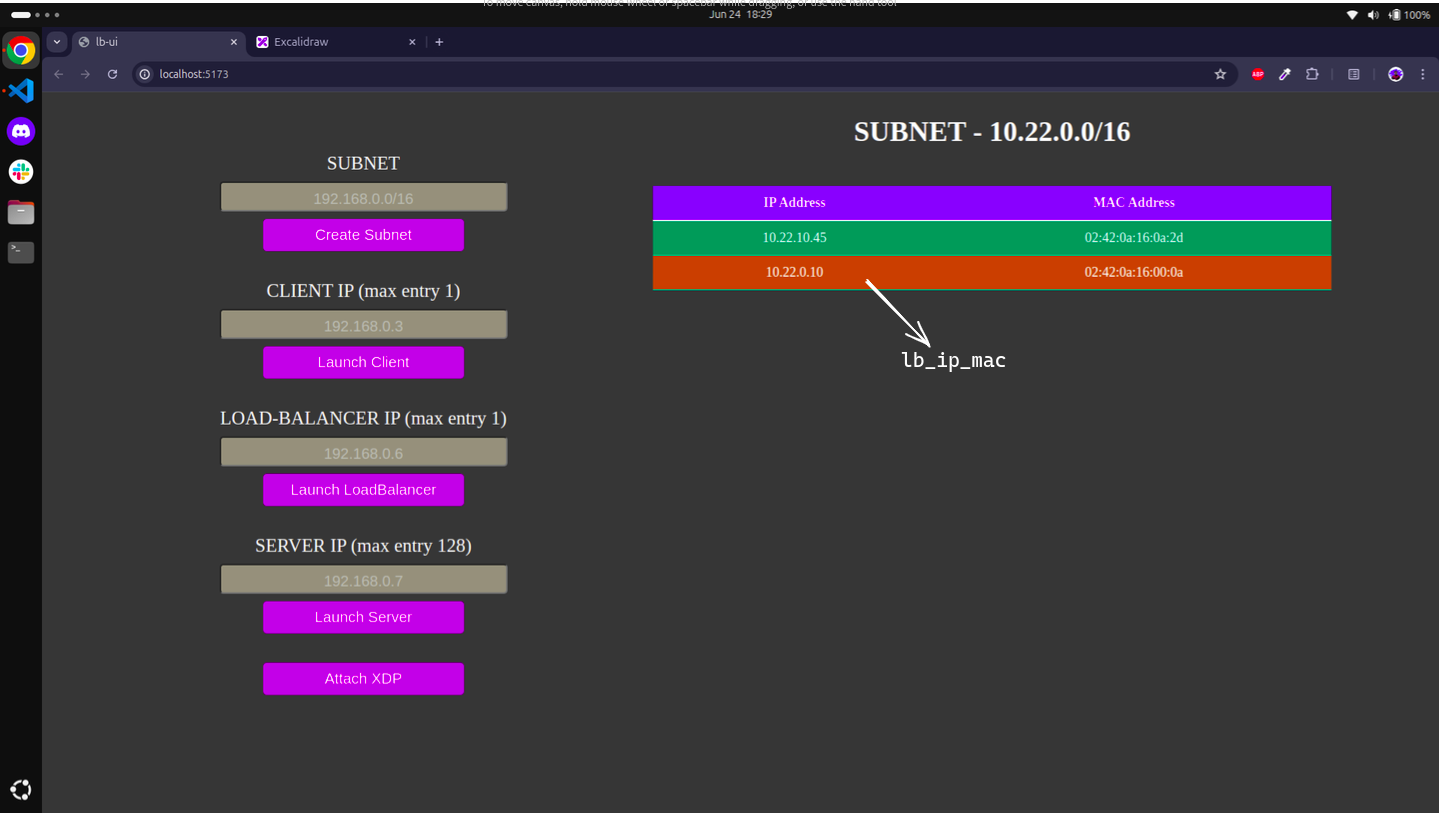 To move canvas, hold mouse wheel or spacebar while dragging, or use the hand tool
Jun 24 18:29
100%
lb-ui
Excalidraw
localhost:5173
ABP
SUBNET - 10.22.0.0/16
SUBNET
192.168.0.0/16
Create Subnet
CLIENT IP (max entry 1)
192.168.0.3
Launch Client
LOAD-BALANCER IP (max entry 1)
192.168.0.6
Launch LoadBalancer
SERVER IP (max entry 128)
192.168.0.7
Launch Server
Attach XDP
IP Address MAC Address
10.22.10.45 02:42:0a:16:0a:2d
10.22.0.10 02:42:0a:16:00:0a
lb_ip_mac